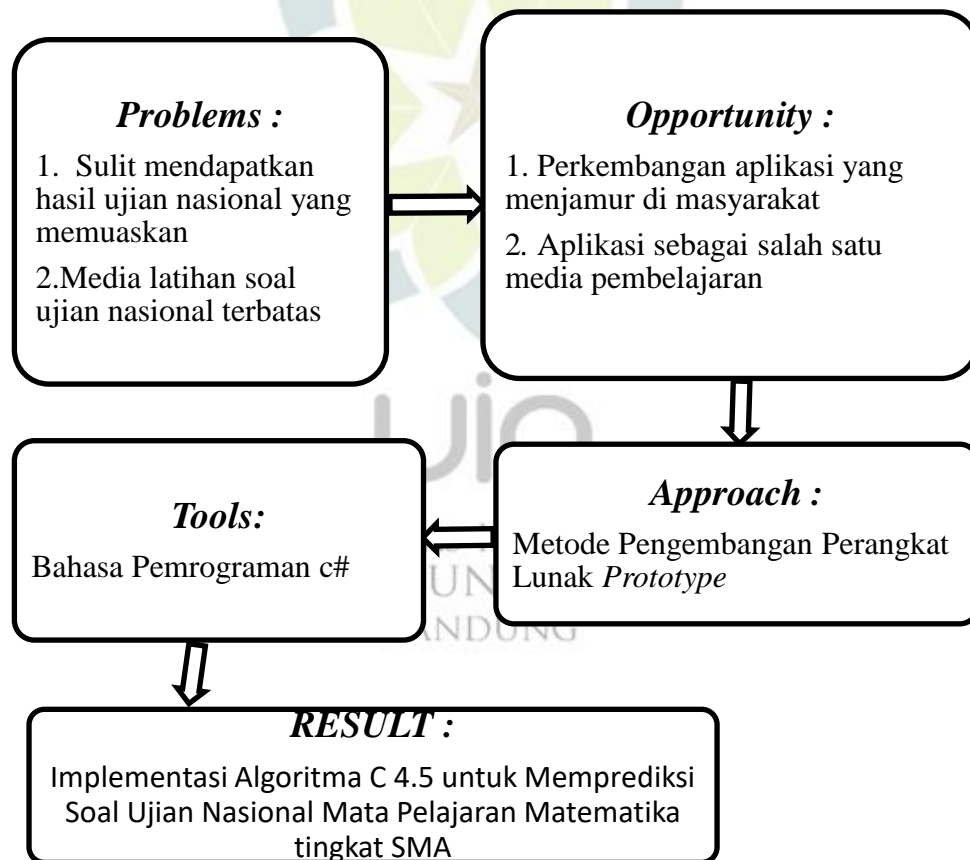 Problems :
1. Sulit mendapatkan
hasil ujian nasional yang
memuaskan
2.Media latihan soal
ujian nasional terbatas
Opportunity :
1. Perkembangan aplikasi yang
menjamur di masyarakat
2. Aplikasi sebagai salah satu
media pembelajaran
uin
Approach :
Metode Pengembangan Perangkat
Lunak Prototype
Tools:
Bahasa Pemrograman c#
RESULT :
Implementasi Algoritma C 4.5 untuk Memprediksi
Soal Ujian Nasional Mata Pelajaran Matematika
tingkat SMA